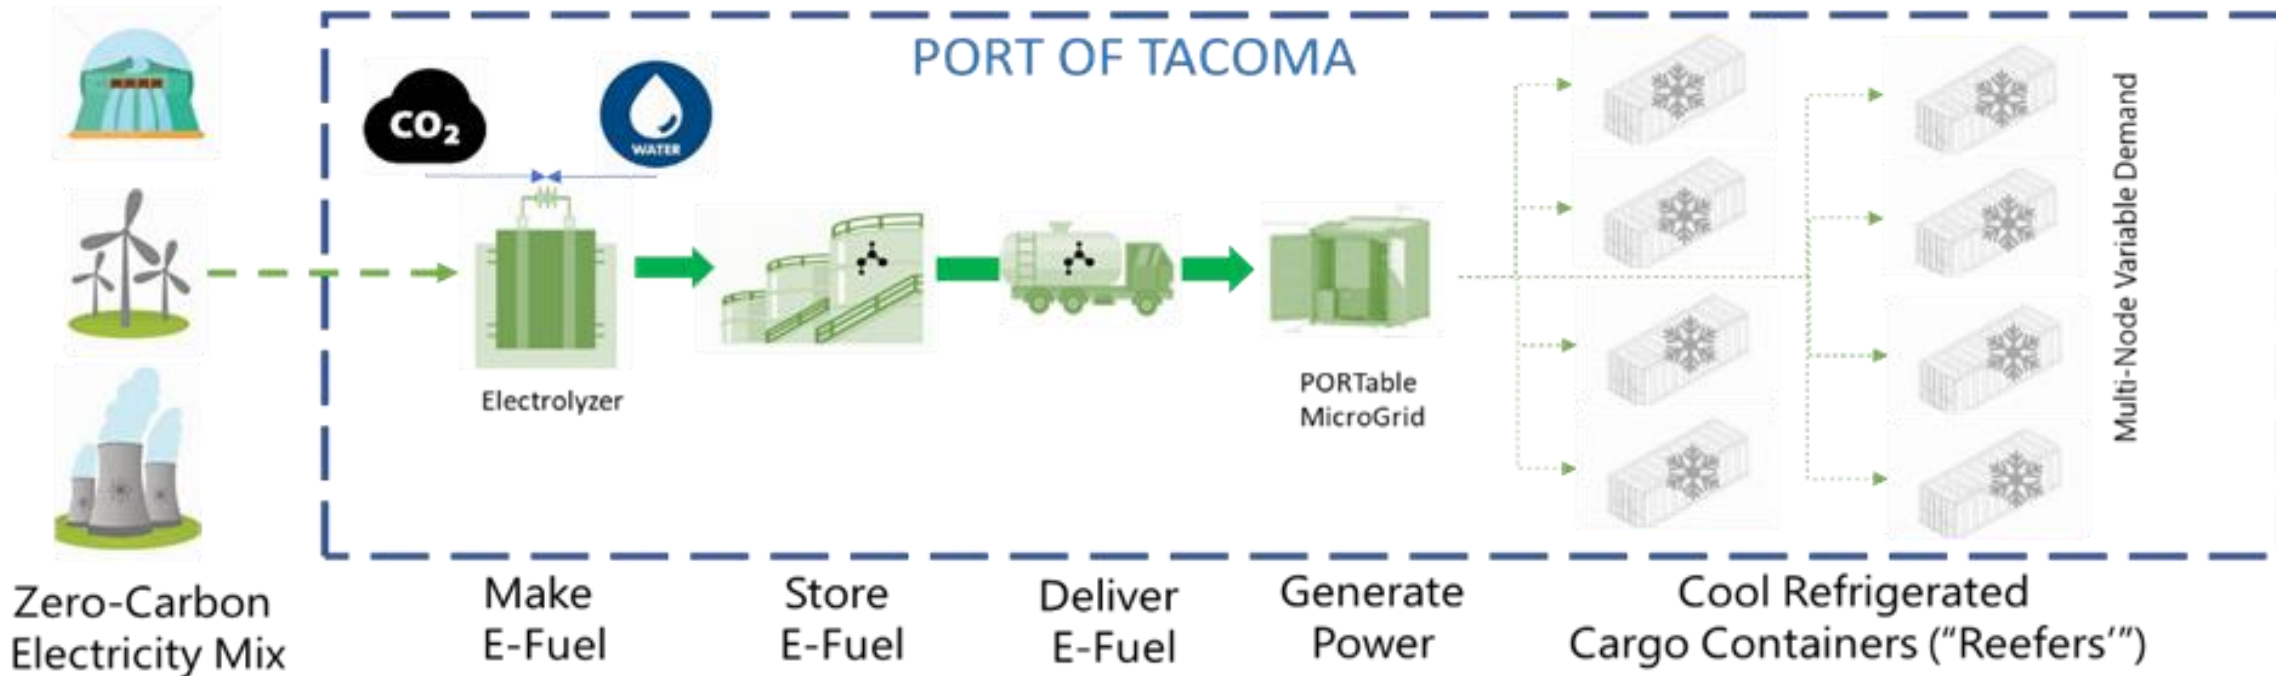 PORT OF TACOMA
CO2
WATER
Electrolyzer
PORTable
MicroGrid
Multi-Node Variable Demand
Zero-Carbon
Electricity Mix
Make
E-Fuel
Store
E-Fuel
Deliver
E-Fuel
Generate
Power
Cool Refrigerated
Cargo Containers (“Reefers’”)